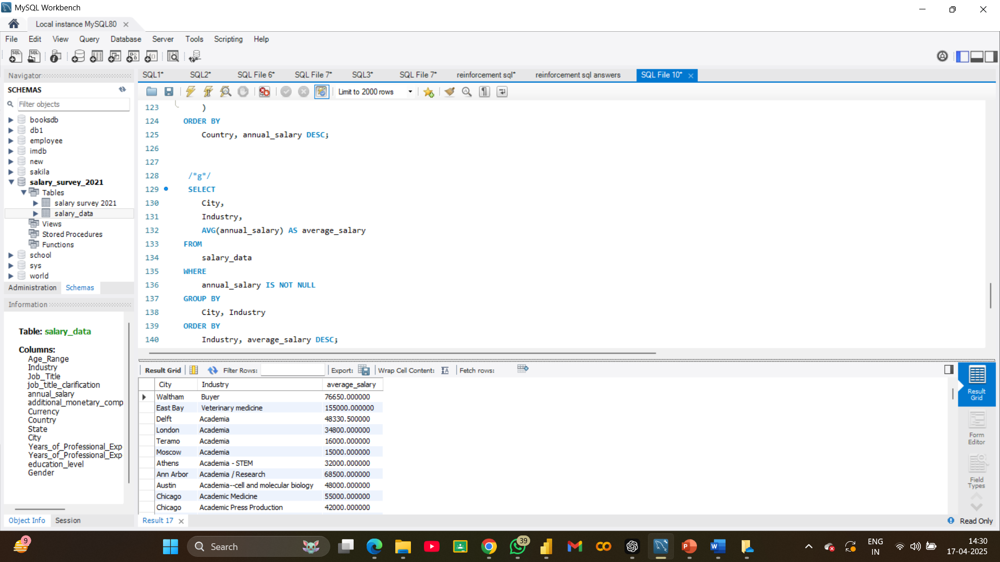 MySQL Workbench
Local instance MySQL80
File Edit View Query Database Server Tools Scripting Help
Navigator
SCHEMAS
Filter objects
booksdb
db1
employee
imdb
new
sakila
salary_survey_2021
Tables
salary survey 2021
salary_data
Views
Stored Procedures
Functions
school
sys
world
Administration Schemas
Information
Table: salary_data
Columns:
Age_Range
Industry
Job_Title
job_title_clarification
annual_salary
additional_monetary_comp
Currency
Country
State
City
Years_of_Professional_Exp
Years_of_Professional_Exp
education_level
Gender
Object Info Session
SQL1* SQL2* SQL File 6* SQL File 7* SQL3* SQL File 7* reinforcement sql* reinforcement sql answers SQL File 10*
Limit to 2000 rows
123 )
124 ORDER BY
125 Country, annual_salary DESC;
126
127
128 /*g*/
129 SELECT
130 City,
131 Industry,
132 AVG(annual_salary) AS average_salary
133 FROM
134 salary_data
135 WHERE
136 annual_salary IS NOT NULL
137 GROUP BY
138 City, Industry
139 ORDER BY
140 Industry, average_salary DESC;
Result Grid Filter Rows: Export: Wrap Cell Content: Fetch rows:
City Industry average_salary
Waltham Buyer 76650.000000
East Bay Veterinary medicine 155000.000000
Delft Academia 48330.500000
London Academia 34800.000000
Teramo Academia 16000.000000
Moscow Academia 15000.000000
Athens Academia - STEM 32000.000000
Ann Arbor Academia / Research 68500.000000
Austin Academia--cell and molecular biology 48000.000000
Chicago Academic Medicine 55000.000000
Chicago Academic Press Production 42000.000000
Result
Grid
Form
Editor
Field
Types
Result 17
Read Only
9
Search
39
ENG
IN
14:30
17-04-2025